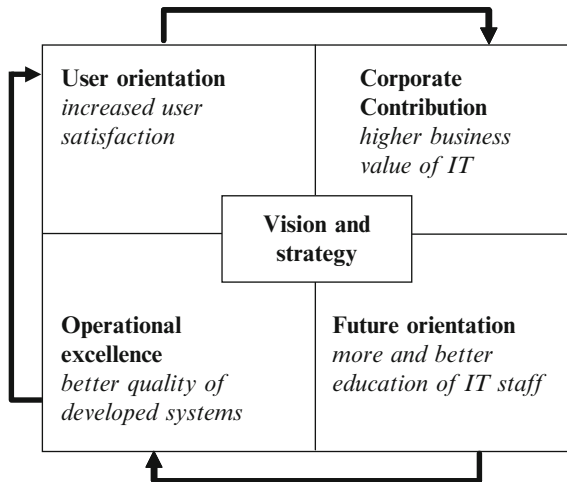 User orientation
increased user
satisfaction
Corporate
Contribution
higher business
value of IT
Vision and
strategy
Operational
excellence
better quality of
developed systems
Future orientation
more and better
education of IT staff